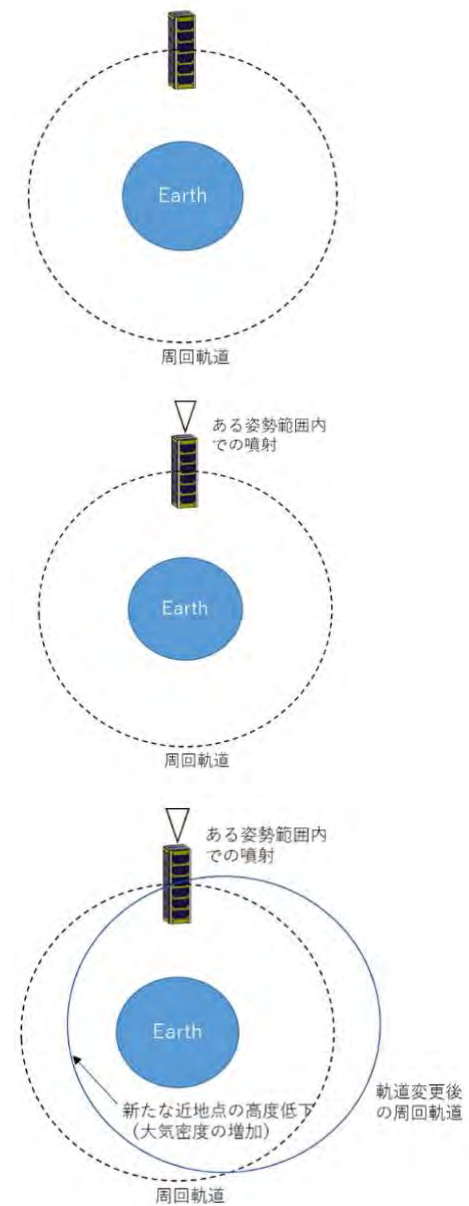 Earth
周回軌道
ある姿勢範囲内
での噴射
Earth
周回軌道
ある姿勢範囲内
での噴射
Earth
新たな近地点の高度低下
（大気密度の増加）
軌道変更後
の周回軌道
周回軌道